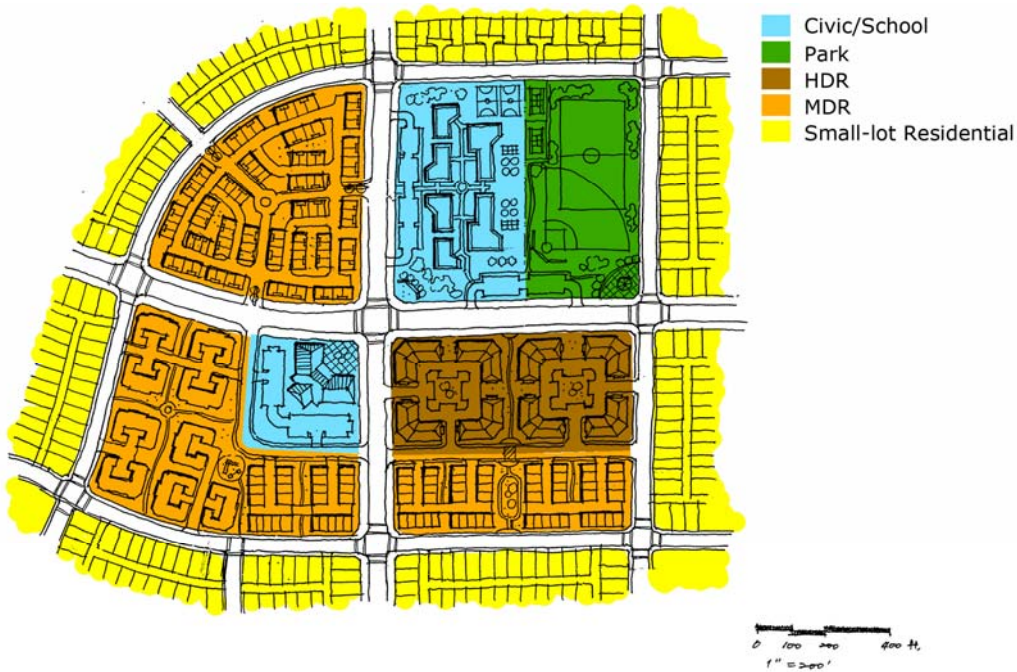 Civic/School
Park
HDR
MDR
Small-lot Residential
0 100 200 400 ft.
1" = 200'